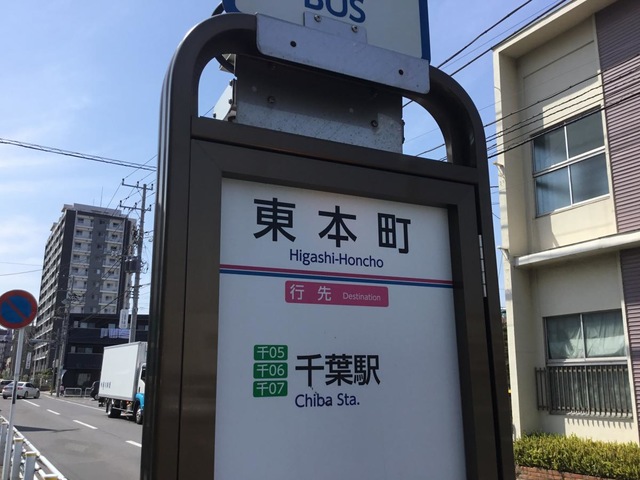 BUS
東本町
Higashi-Honcho
行先 Destination
千05
千06
千07
千葉駅
Chiba Sta.